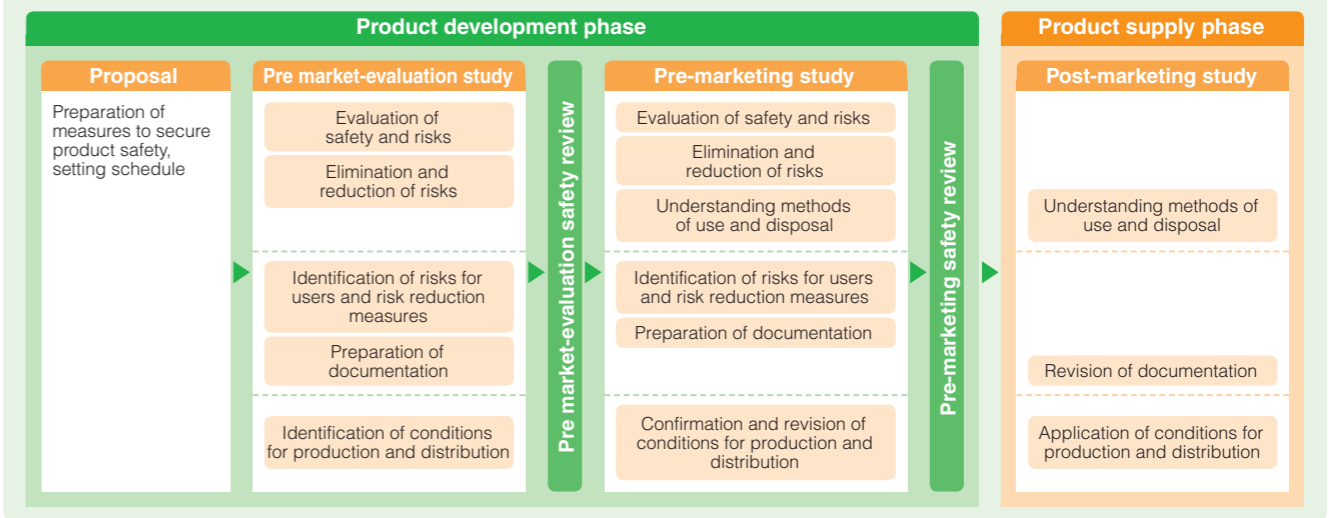 Product development phase
Product supply phase
Proposal
Preparation of
measures to secure
product safety,
setting schedule
Pre market-evaluation study
Evaluation of
safety and risks
Elimination and
reduction of risks
Identification of risks for
users and risk reduction
measures
Preparation of
documentation
Identification of conditions
for production and distribution
Pre market-evaluation safety review
Pre-marketing study
Evaluation of safety and risks
Elimination and
reduction of risks
Understanding methods
of use and disposal
Identification of risks for users
and risk reduction measures
Preparation of documentation
Confirmation and revision of
conditions for production and
distribution
Pre-marketing safety review
Post-marketing study
Understanding methods of
use and disposal
Revision of documentation
Application of conditions for
production and distribution